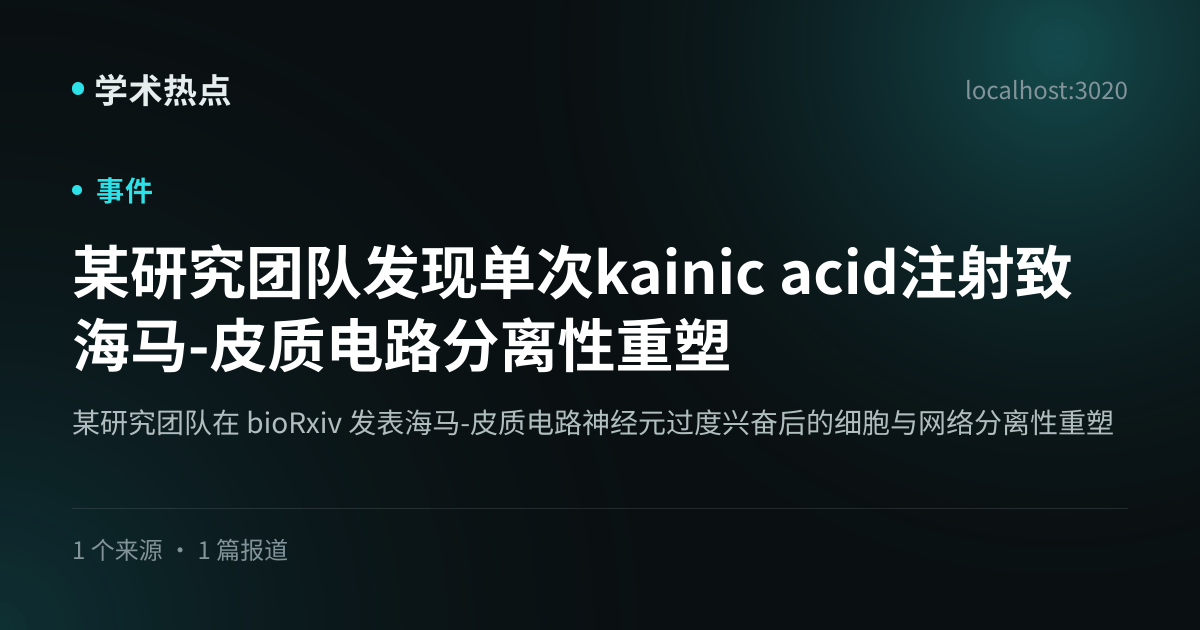 学术热点
localhost:3020
事件
某研究团队发现单次kainic acid注射致
海马-皮质电路分离性重塑
某研究团队在 bioRxiv 发表海马-皮质电路神经元过度兴奋后的细胞与网络分离性重塑
1 个来源 · 1 篇报道